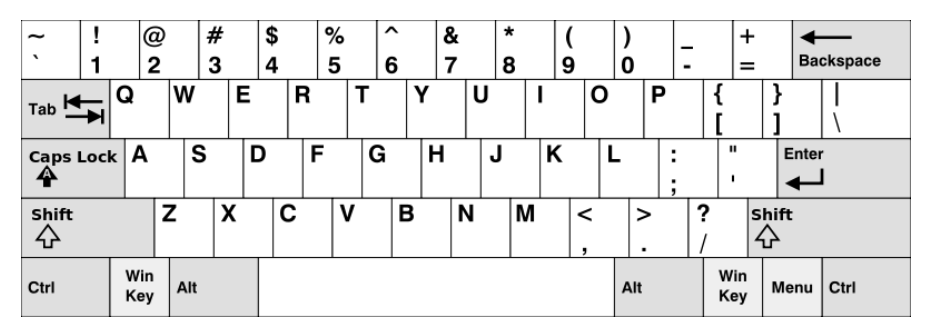 ~ ! @ # $ % ^ & * ( ) _ +
` 1 2 3 4 5 6 7 8 9 0 - = Backspace
Tab Q W E R T Y U I O P { } |
[ ] \
Caps Lock A S D F G H J K L : " Enter
A ; '
Shift Z X C V B N M < > ? Shift
, . /
Ctrl Win Key Alt Alt Win Key Menu Ctrl